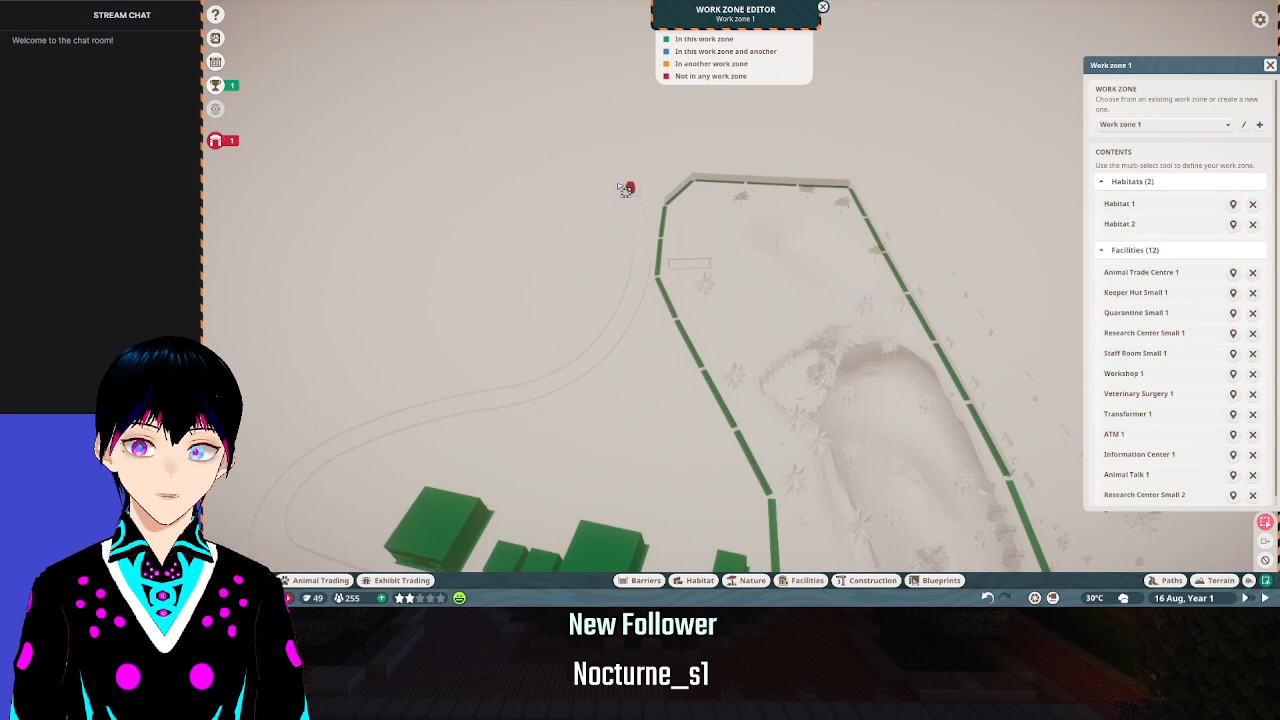 STREAM CHAT
Welcome to the chat room!
?
1
1
WORK ZONE EDITOR
Work zone 1
In this work zone
In this work zone and another
In another work zone
Not in any work zone
Work zone 1
WORK ZONE
Choose from an existing work zone or create a new
one.
Work zone 1
CONTENTS
Use the multi-select tool to define your work zone.
Habitats (2)
Habitat 1
Habitat 2
Facilities (12)
Animal Trade Centre 1
Keeper Hut Small 1
Quarantine Small 1
Research Center Small 1
Staff Room Small 1
Workshop 1
Veterinary Surgery 1
Transformer 1
ATM 1
Information Center 1
Animal Talk 1
Research Center Small 2
Animal Trading
Exhibit Trading
Barriers
Habitat
Nature
Facilities
Construction
Blueprints
Paths
Terrain
49
255
30°C
16 Aug, Year 1
New Follower
Nocturne_s1